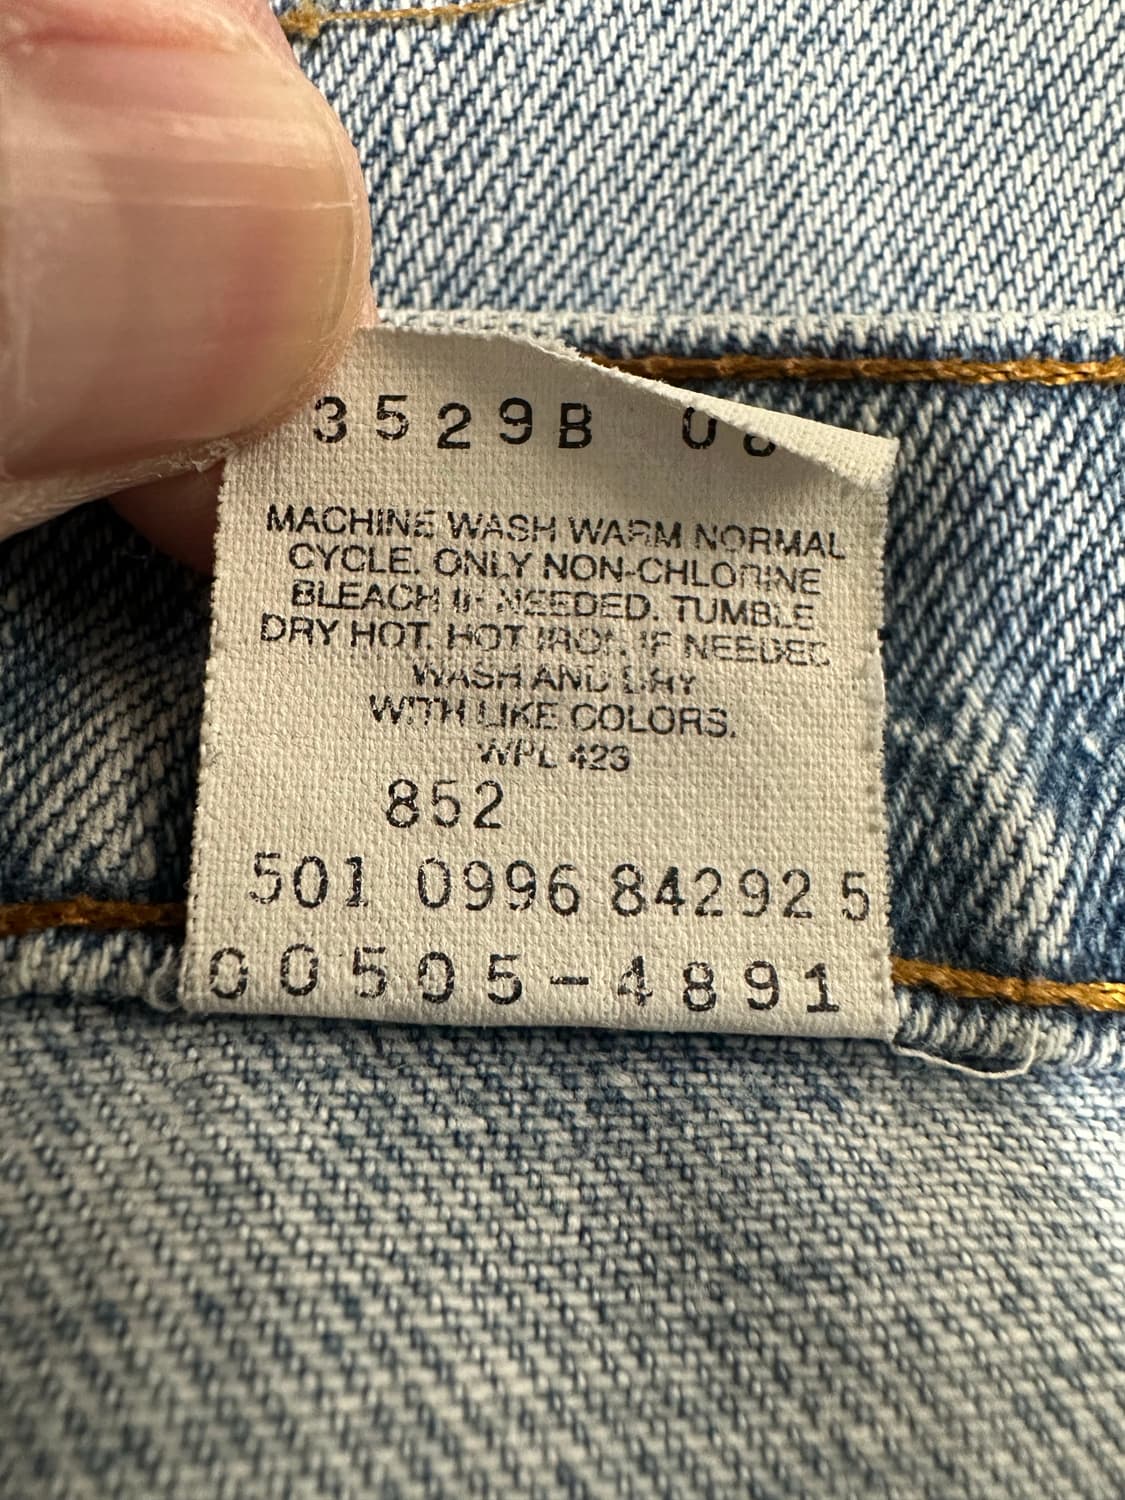 3529B 08
MACHINE WASH WARM NORMAL
CYCLE. ONLY NON-CHLORINE
BLEACH IF NEEDED. TUMBLE
DRY HOT. HOT IRON IF NEEDED
WASH AND DRY
WITH LIKE COLORS.
WPL 423
852
501 0996 842925
00505-4891